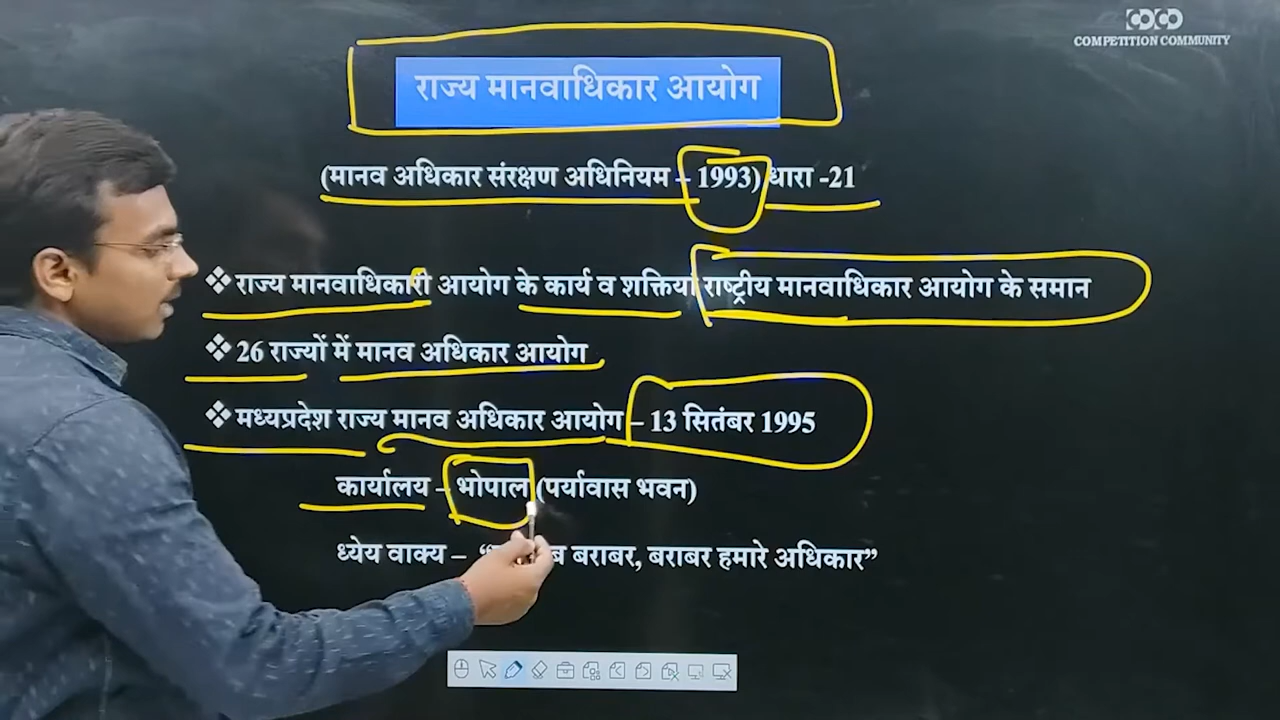 COMPETITION COMMUNITY
राज्य मानवाधिकार आयोग
(मानव अधिकार संरक्षण अधिनियम – 1993) धारा -21
❖राज्य मानवाधिकारी आयोग के कार्य व शक्तिया राष्ट्रीय मानवाधिकार आयोग के समान
❖26 राज्यों में मानव अधिकार आयोग
❖मध्यप्रदेश राज्य मानव अधिकार आयोग – 13 सितंबर 1995
कार्यालय – भोपाल (पर्यावास भवन)
ध्येय वाक्य – “ बराबर, बराबर हमारे अधिकार”